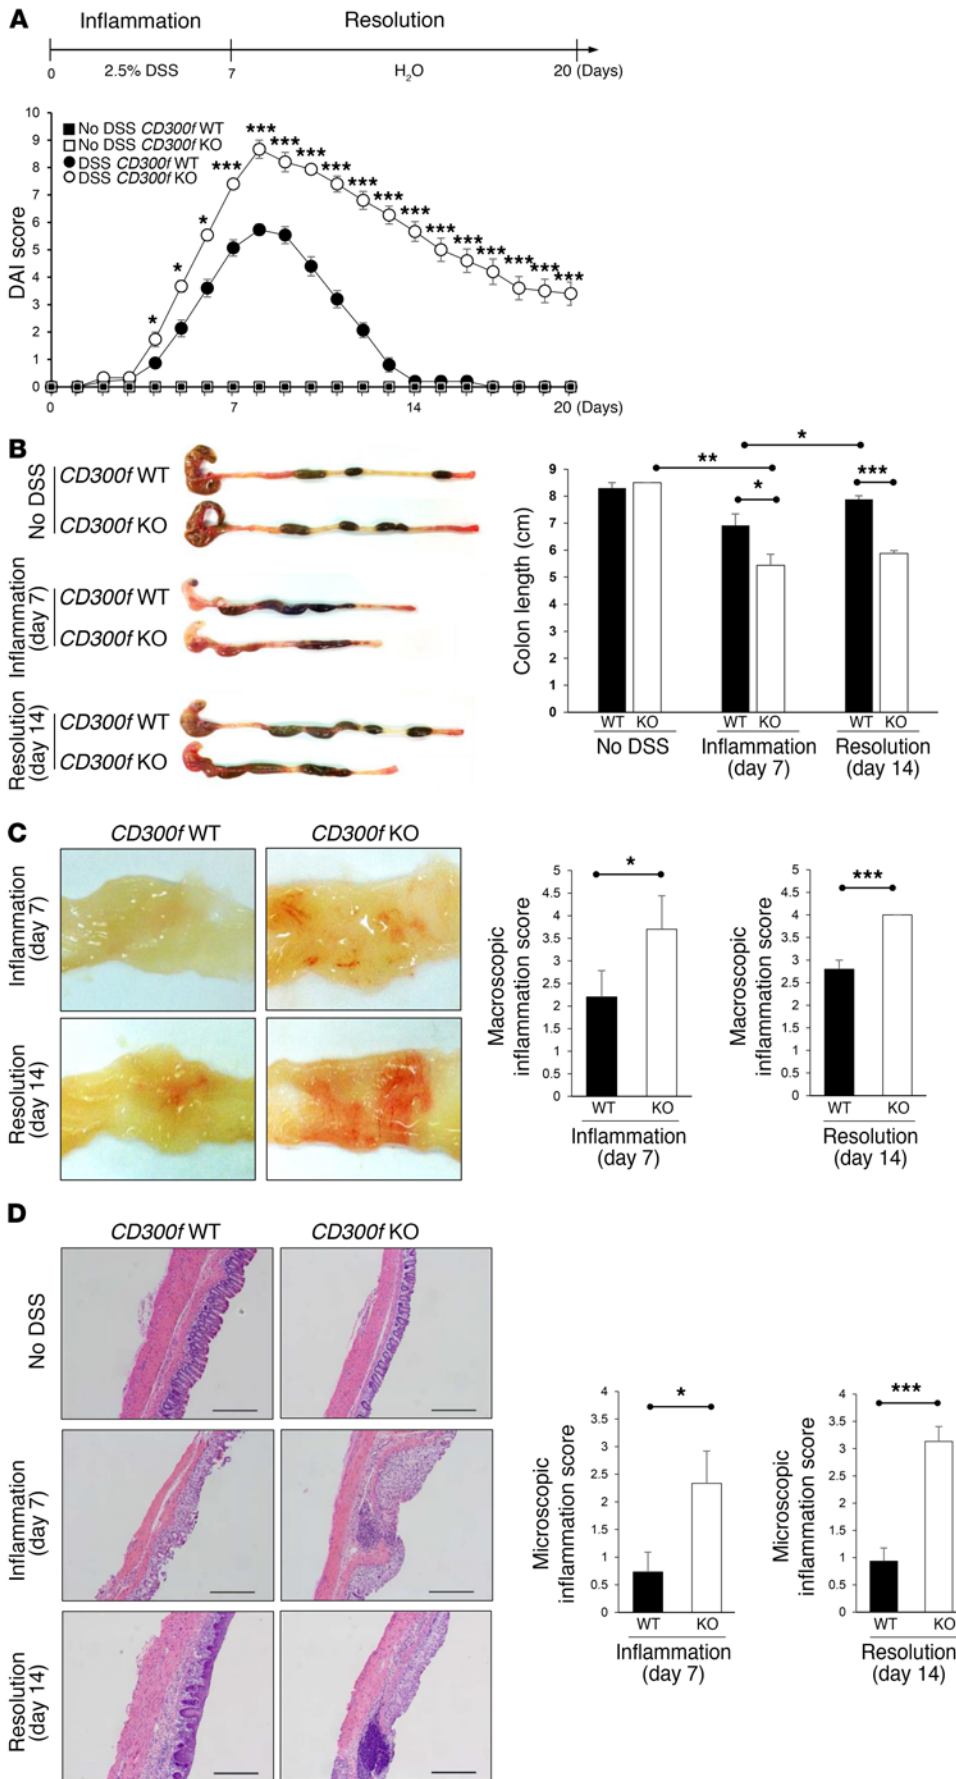 A
Inflammation Resolution
0 2.5% DSS 7 H2O 20 (Days)
DAI score
10
9
8
7
6
5
4
3
2
1
0
No DSS CD300f WT
No DSS CD300f KO
DSS CD300f WT
DSS CD300f KO
* * * *** *** *** *** *** *** *** *** *** *** *** *** *** ***
0 7 14 20 (Days)
B
No DSS
CD300f WT
CD300f KO
Inflammation
(day 7)
CD300f WT
CD300f KO
Resolution
(day 14)
CD300f WT
CD300f KO
Colon length (cm)
9
8
7
6
5
4
3
2
1
0
*
**
* ***
WT KO WT KO WT KO
No DSS Inflammation Resolution
(day 7) (day 14)
C
CD300f WT CD300f KO
Inflammation
(day 7)
Resolution
(day 14)
Macroscopic
inflammation score
5
4.5
4
3.5
3
2.5
2
1.5
1
0.5
0
*
WT KO
Inflammation
(day 7)
Macroscopic
inflammation score
5
4.5
4
3.5
3
2.5
2
1.5
1
0.5
0
***
WT KO
Resolution
(day 14)
D
CD300f WT CD300f KO
No DSS
Inflammation
(day 7)
Resolution
(day 14)
Microscopic
inflammation score
4
3.5
3
2.5
2
1.5
1
0.5
0
*
WT KO
Inflammation
(day 7)
Microscopic
inflammation score
4
3.5
3
2.5
2
1.5
1
0.5
0
***
WT KO
Resolution
(day 14)